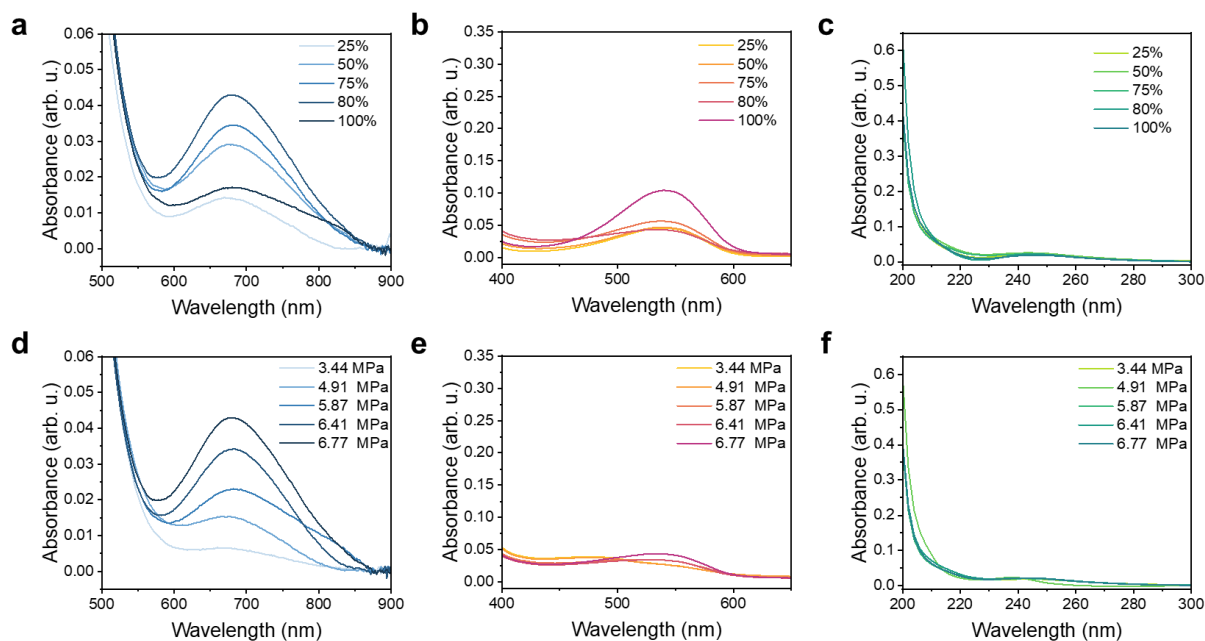 a
0.06
0.05
0.04
0.03
0.02
0.01
0.00
Absorbance (arb. u.)
25%
50%
75%
80%
100%
500 600 700 800 900
Wavelength (nm)
b
0.35
0.30
0.25
0.20
0.15
0.10
0.05
0.00
Absorbance (arb. u.)
25%
50%
75%
80%
100%
400 500 600
Wavelength (nm)
c
0.6
0.5
0.4
0.3
0.2
0.1
0.0
Absorbance (arb. u.)
25%
50%
75%
80%
100%
200 220 240 260 280 300
Wavelength (nm)
d
0.06
0.05
0.04
0.03
0.02
0.01
0.00
Absorbance (arb. u.)
3.44 MPa
4.91 MPa
5.87 MPa
6.41 MPa
6.77 MPa
500 600 700 800 900
Wavelength (nm)
e
0.35
0.30
0.25
0.20
0.15
0.10
0.05
0.00
Absorbance (arb. u.)
3.44 MPa
4.91 MPa
5.87 MPa
6.41 MPa
6.77 MPa
400 500 600
Wavelength (nm)
f
0.6
0.5
0.4
0.3
0.2
0.1
0.0
Absorbance (arb. u.)
3.44 MPa
4.91 MPa
5.87 MPa
6.41 MPa
6.77 MPa
200 220 240 260 280 300
Wavelength (nm)